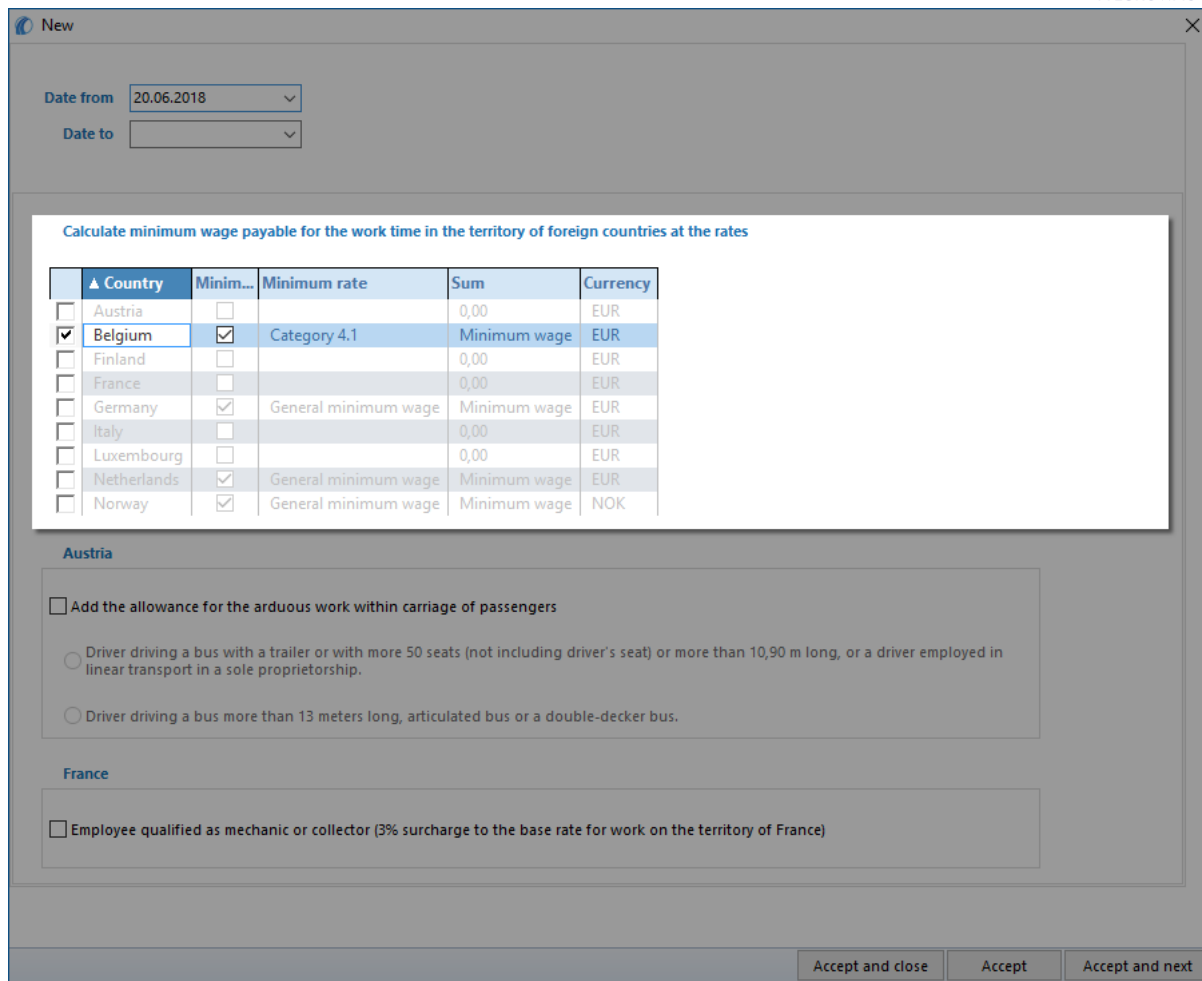 New
Date from 20.06.2018
Date to
Calculate minimum wage payable for the work time in the territory of foreign countries at the rates
▲ Country Minim... Minimum rate Sum Currency
Austria 0,00 EUR
Belgium Category 4.1 Minimum wage EUR
Finland 0,00 EUR
France 0,00 EUR
Germany General minimum wage Minimum wage EUR
Italy 0,00 EUR
Luxembourg 0,00 EUR
Netherlands General minimum wage Minimum wage EUR
Norway General minimum wage Minimum wage NOK
Austria
Add the allowance for the arduous work within carriage of passengers
Driver driving a bus with a trailer or with more 50 seats (not including driver's seat) or more than 10,90 m long, or a driver employed in
linear transport in a sole proprietorship.
Driver driving a bus more than 13 meters long, articulated bus or a double-decker bus.
France
Employee qualified as mechanic or collector (3% surcharge to the base rate for work on the territory of France)
Accept and close Accept Accept and next